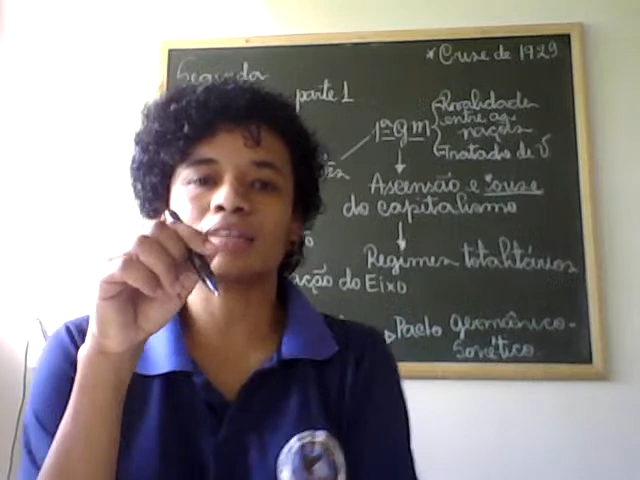 *Crise de 1929
Segunda
parte 1
1ª G m
Rivalidade
entre as
nações
Tratado de V
Ascensão e crise
do capitalismo
Regimes totalitários
ação do Eixo
Pacto germânico-
Soviético